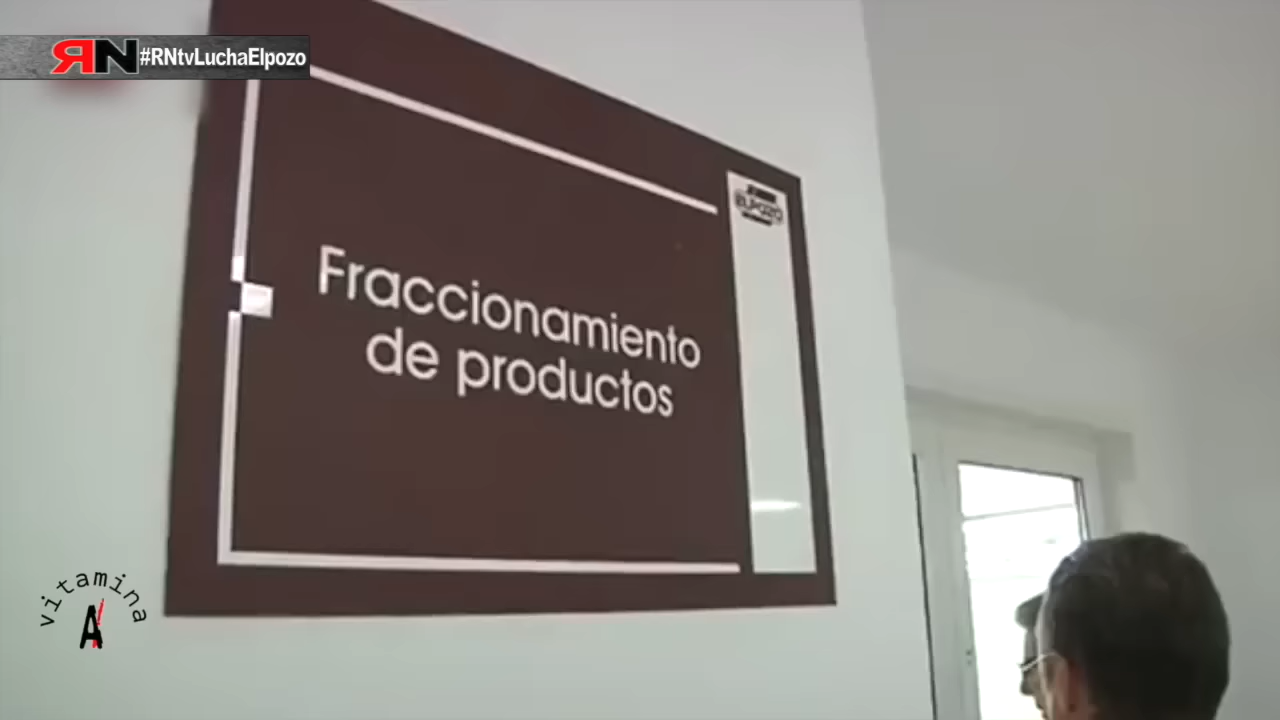 RN #RNtvLuchaElpozo
ELPOZO
Fraccionamiento
de productos
vitamina
A